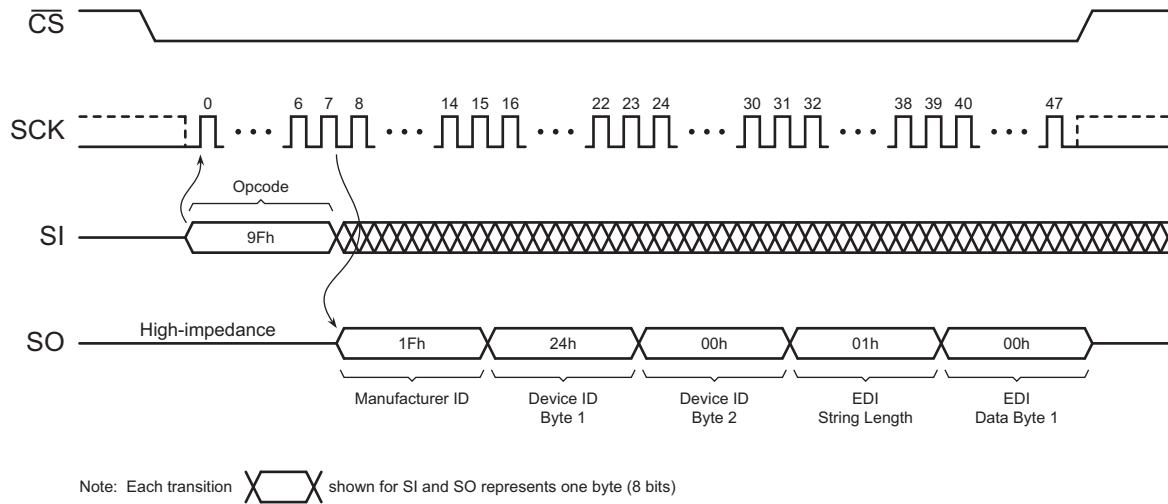 CS
0 6 7 8 14 15 16 22 23 24 30 31 32 38 39 40 47
SCK
Opcode
SI
9Fh
High-impedance
SO
1Fh 24h 00h 01h 00h
Manufacturer ID
Device ID
Byte 1
Device ID
Byte 2
EDI
String Length
EDI
Data Byte 1
Note: Each transition shown for SI and SO represents one byte (8 bits)